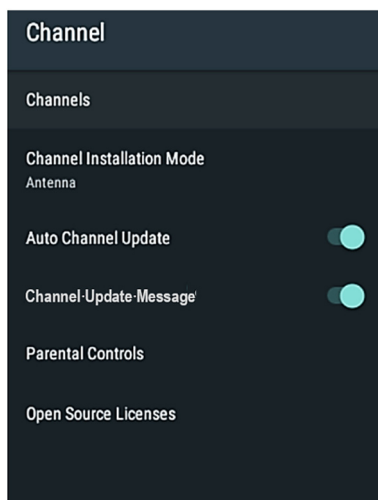 Channel
Channels
Channel Installation Mode
Antenna
Auto Channel Update
Channel·Update·Message'
Parental Controls
Open Source Licenses